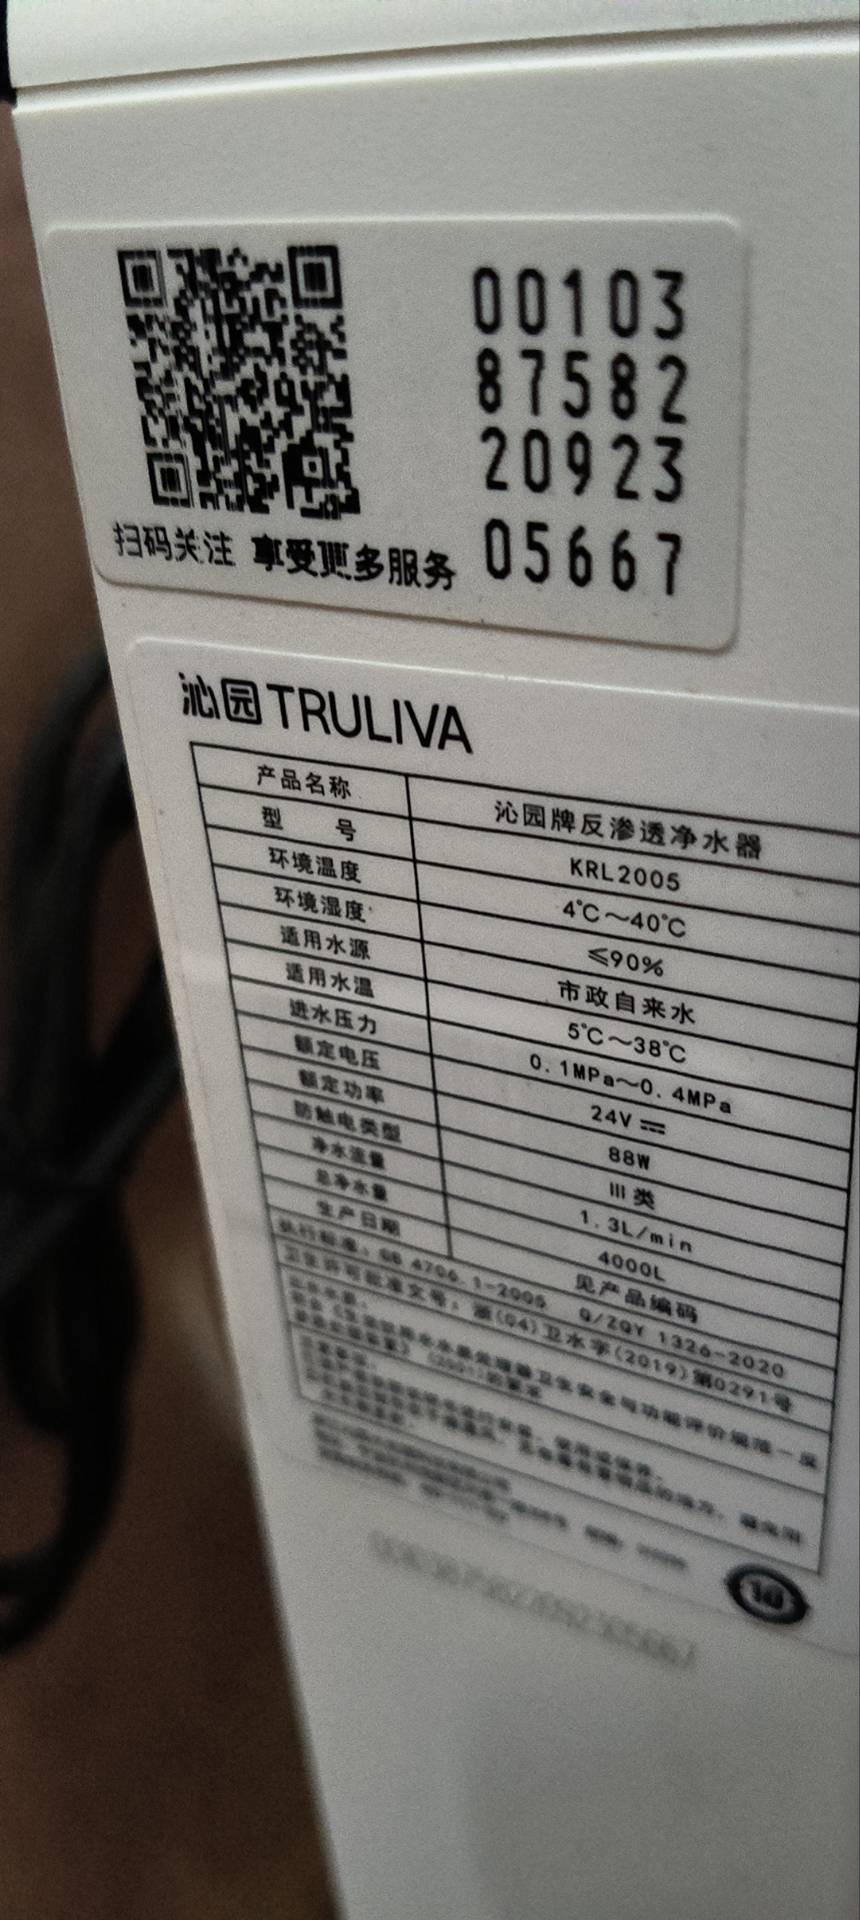 00103
87582
20923
05667
扫码关注 享受更多服务
沁园TRULIVA
产品名称 沁园牌反渗透净水器
型 号 KRL2005
环境温度 4℃~40℃
环境湿度 ≤90%
适用水源 市政自来水
适用水温 5℃~38℃
进水压力 0.1MPa~0.4MPa
额定电压 24V⎓
额定功率 88W
防触电类型 III类
净水流量 1.3L/min
总净水量 4000L
生产日期 见产品编码
执行标准：GB 4706.1-2005 Q/ZQY 1326-2020
卫生许可批准文号：浙(04)卫水字(2019)第0291号